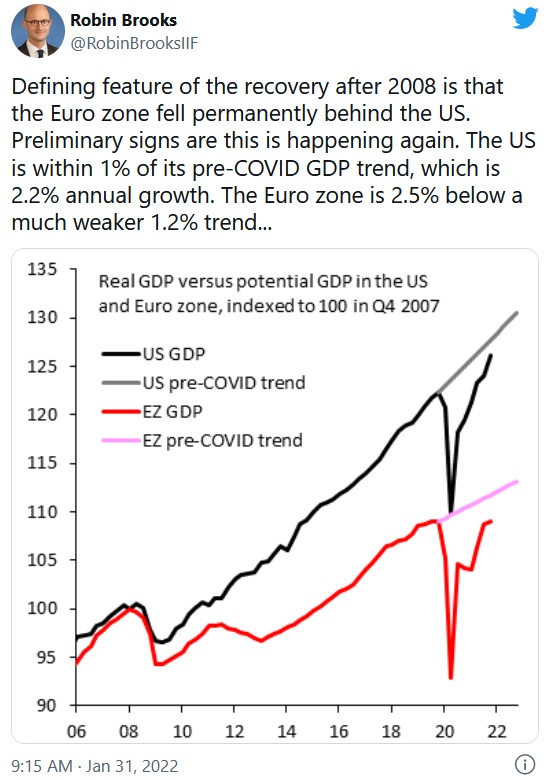 Robin Brooks
@RobinBrooksIIF
Defining feature of the recovery after 2008 is that
the Euro zone fell permanently behind the US.
Preliminary signs are this is happening again. The US
is within 1% of its pre-COVID GDP trend, which is
2.2% annual growth. The Euro zone is 2.5% below a
much weaker 1.2% trend...
135
130
125
120
115
110
105
100
95
90
Real GDP versus potential GDP in the US
and Euro zone, indexed to 100 in Q4 2007
US GDP
US pre-COVID trend
EZ GDP
EZ pre-COVID trend
06 08 10 12 14 16 18 20 22
9:15 AM · Jan 31, 2022